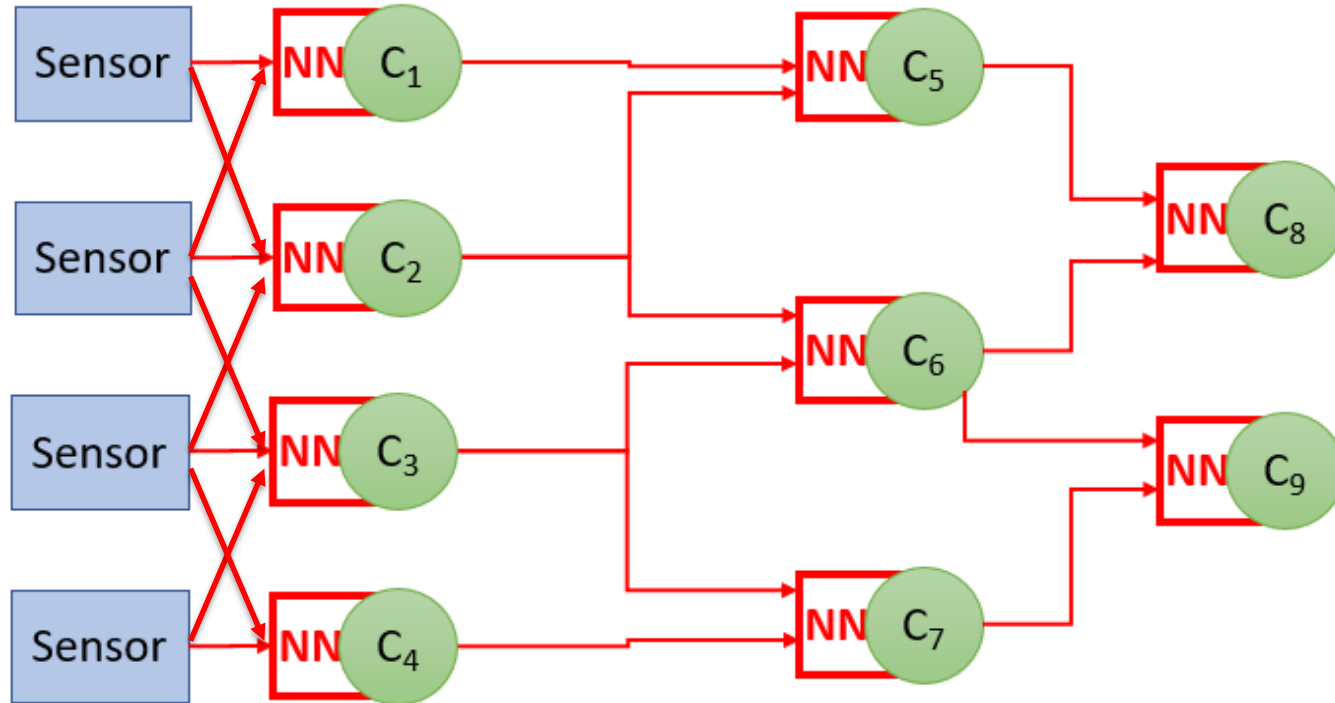 Sensor
NN C₁
NN C₅
Sensor
NN C₂
NN C₈
NN C₆
Sensor
NN C₃
NN C₉
Sensor
NN C₄
NN C₇